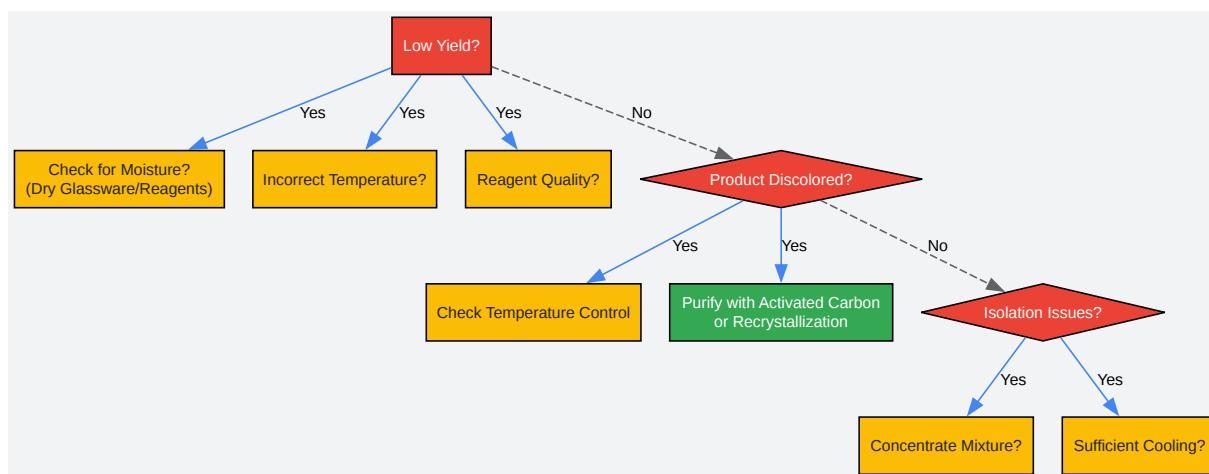 Low Yield?
Yes
Yes
Yes
No
Check for Moisture?
(Dry Glassware/Reagents)
Incorrect Temperature?
Reagent Quality?
Product Discolored?
Yes
Yes
No
Check Temperature Control
Purify with Activated Carbon
or Recrystallization
Isolation Issues?
Yes
Yes
Concentrate Mixture?
Sufficient Cooling?